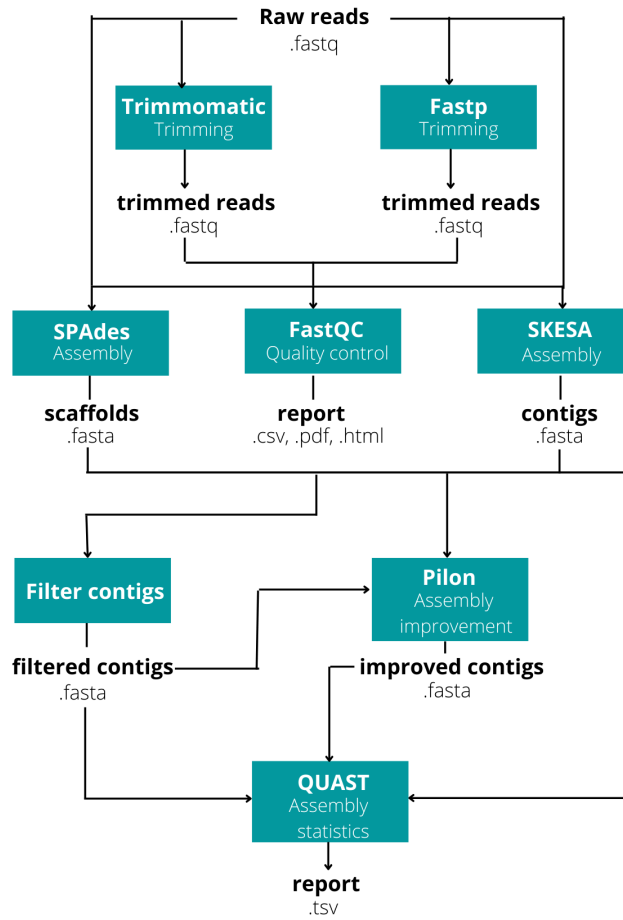 Raw reads
.fastq
Trimmomatic
Trimming
Fastp
Trimming
trimmed reads
.fastq
trimmed reads
.fastq
SPAdes
Assembly
FastQC
Quality control
SKESA
Assembly
scaffolds
.fasta
report
.csv, .pdf, .html
contigs
.fasta
Filter contigs
Pilon
Assembly
improvement
filtered contigs
.fasta
improved contigs
.fasta
QUAST
Assembly
statistics
report
.tsv